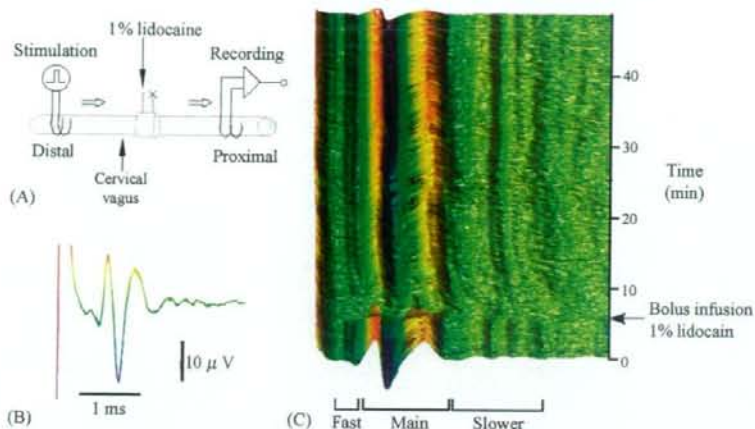 1% lidocaine
Stimulation
Recording
Distal
Proximal
Cervical
vagus
(A)
10 μ V
1 ms
(B)
40
30
20
10
0
Time
(min)
Bolus infusion
1% lidocain
(C)
Fast
Main
Slower